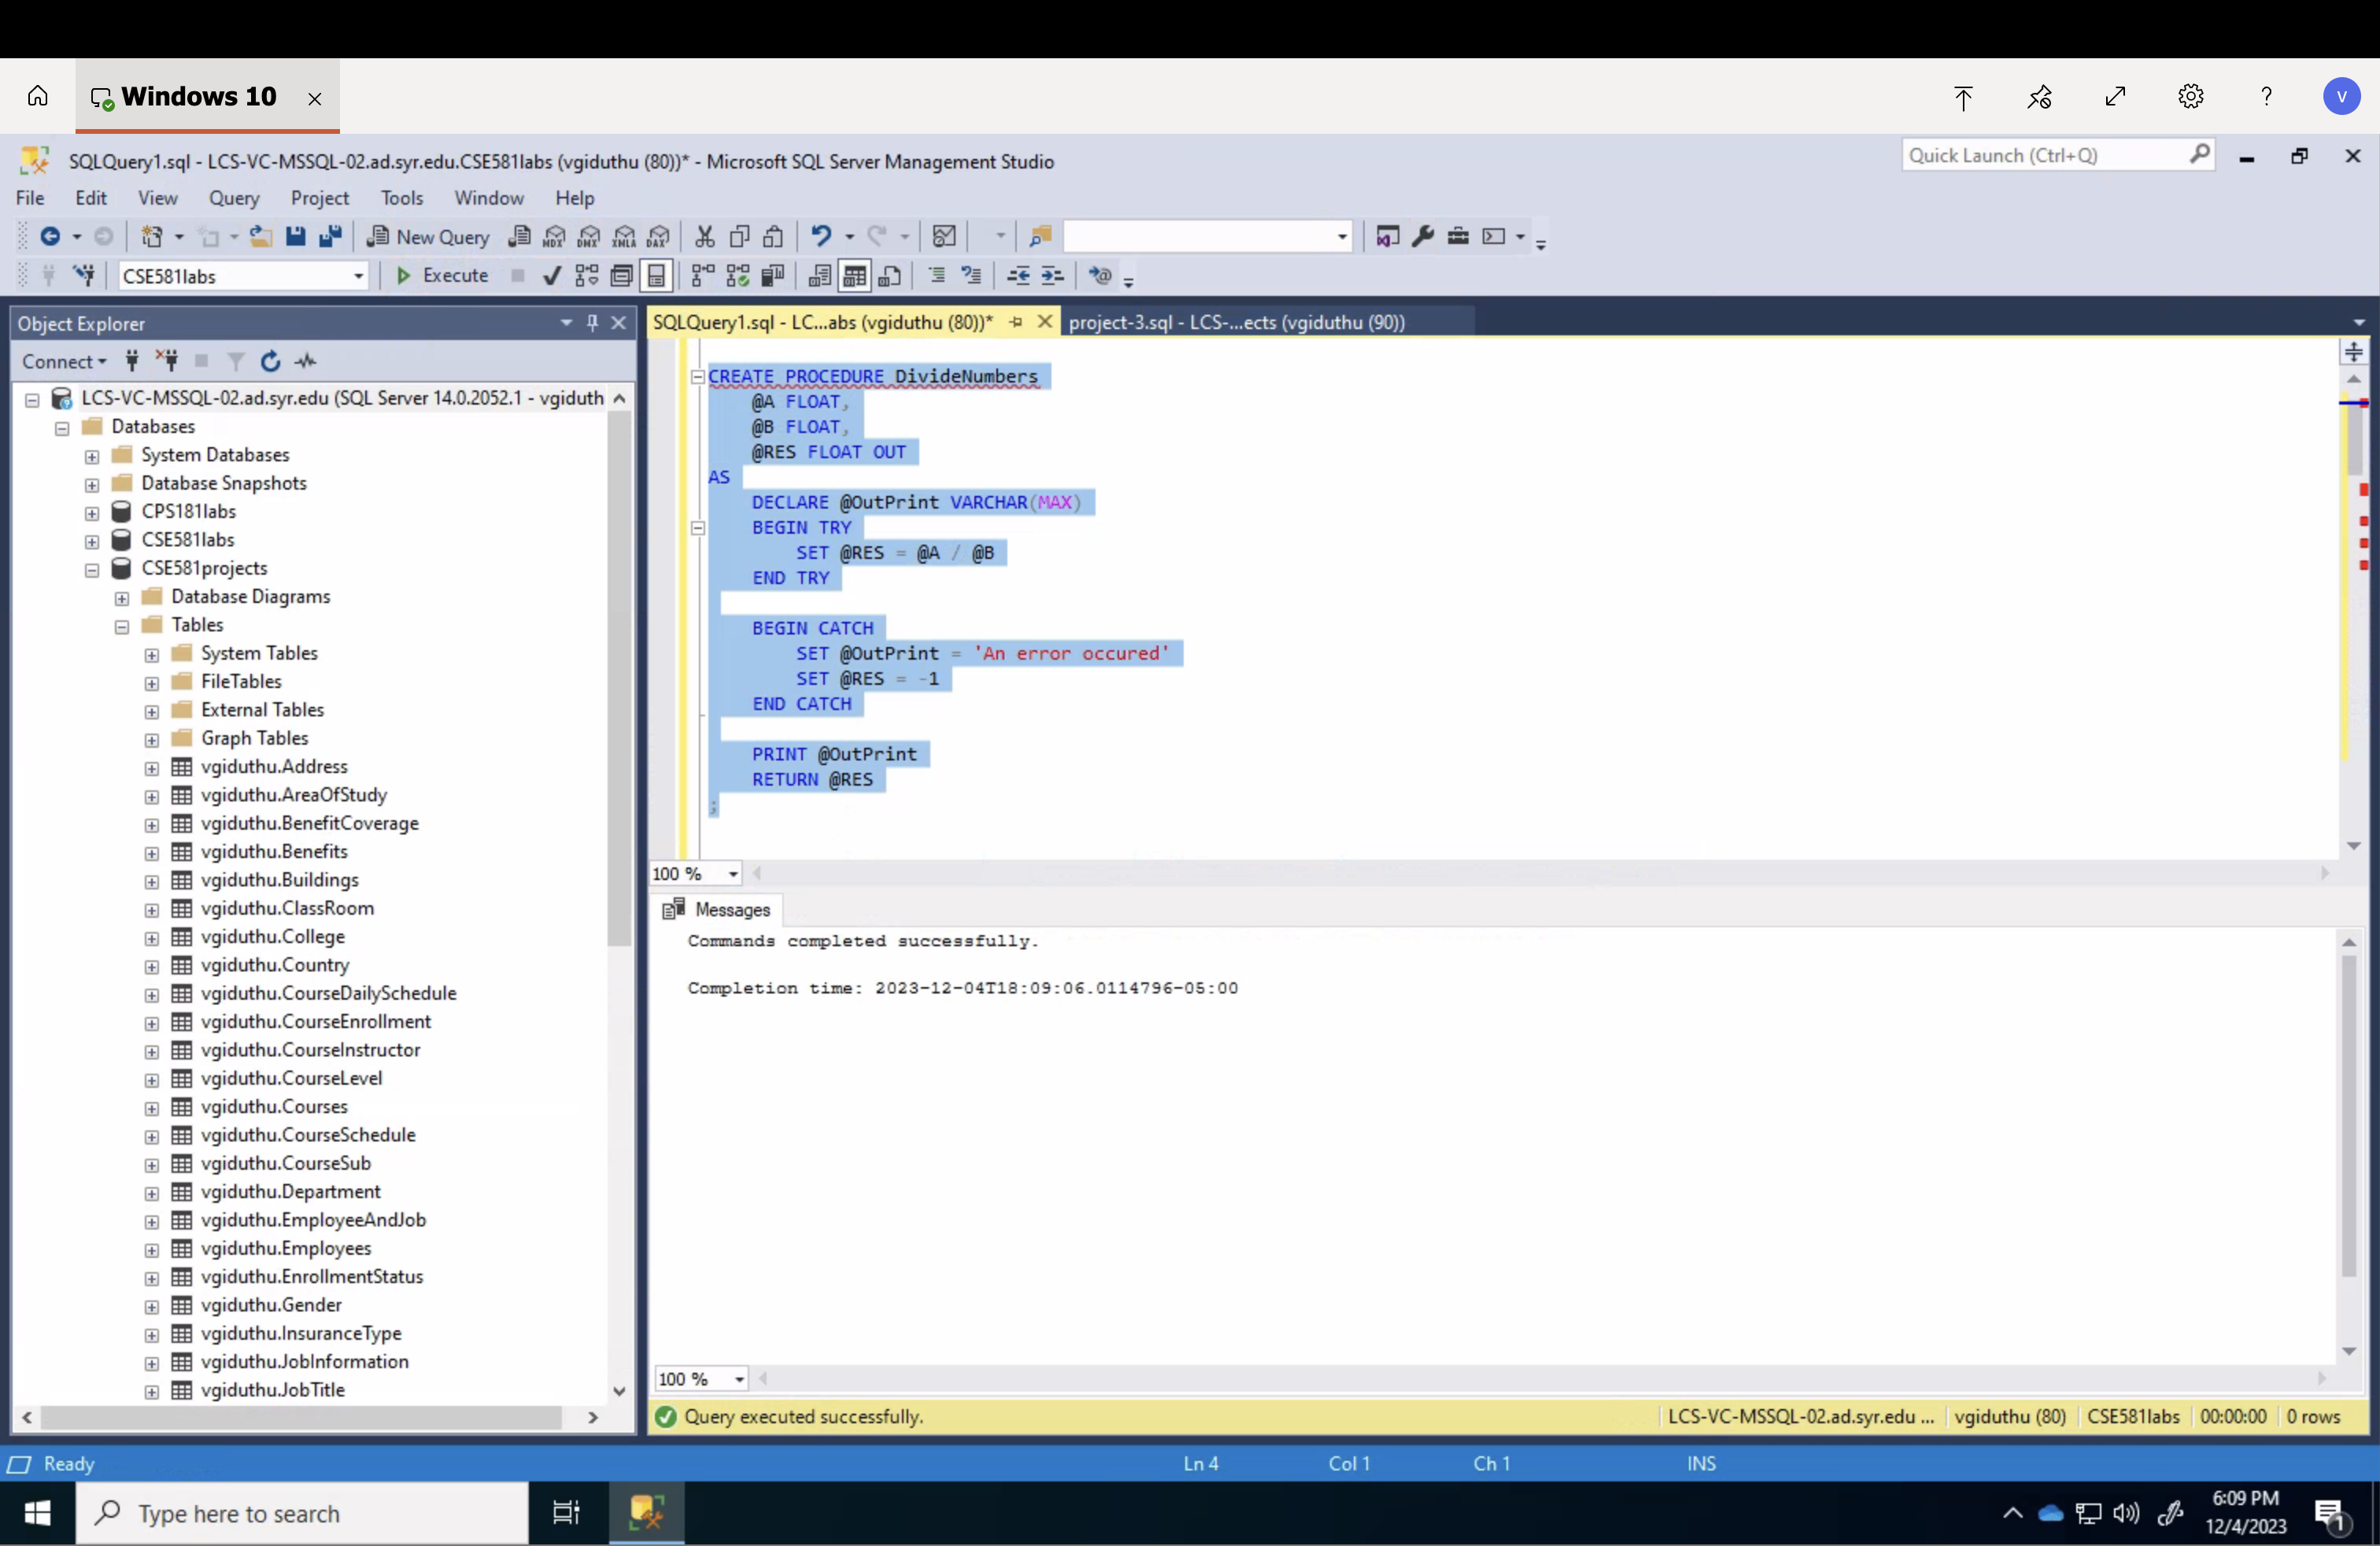 Windows 10
V
SQLQuery1.sql - LCS-VC-MSSQL-02.ad.syr.edu.CSE581labs (vgiduthu (80))* - Microsoft SQL Server Management Studio
Quick Launch (Ctrl+Q)
File Edit View Query Project Tools Window Help
New Query MDX DMX XMLA DAX
CSE581labs Execute
Object Explorer
Connect
LCS-VC-MSSQL-02.ad.syr.edu (SQL Server 14.0.2052.1 - vgiduth
Databases
System Databases
Database Snapshots
CPS181labs
CSE581labs
CSE581projects
Database Diagrams
Tables
System Tables
FileTables
External Tables
Graph Tables
vgiduthu.Address
vgiduthu.AreaOfStudy
vgiduthu.BenefitCoverage
vgiduthu.Benefits
vgiduthu.Buildings
vgiduthu.ClassRoom
vgiduthu.College
vgiduthu.Country
vgiduthu.CourseDailySchedule
vgiduthu.CourseEnrollment
vgiduthu.CourseInstructor
vgiduthu.CourseLevel
vgiduthu.Courses
vgiduthu.CourseSchedule
vgiduthu.CourseSub
vgiduthu.Department
vgiduthu.EmployeeAndJob
vgiduthu.Employees
vgiduthu.EnrollmentStatus
vgiduthu.Gender
vgiduthu.InsuranceType
vgiduthu.JobInformation
vgiduthu.JobTitle
SQLQuery1.sql - LC...abs (vgiduthu (80))* project-3.sql - LCS-...ects (vgiduthu (90))
CREATE PROCEDURE DivideNumbers
@A FLOAT,
@B FLOAT,
@RES FLOAT OUT
AS
DECLARE @OutPrint VARCHAR(MAX)
BEGIN TRY
SET @RES = @A / @B
END TRY
BEGIN CATCH
SET @OutPrint = 'An error occured'
SET @RES = -1
END CATCH
PRINT @OutPrint
RETURN @RES
;
100 %
Messages
Commands completed successfully.
Completion time: 2023-12-04T18:09:06.0114796-05:00
100 %
Query executed successfully. LCS-VC-MSSQL-02.ad.syr.edu ... vgiduthu (80) CSE581labs 00:00:00 0 rows
Ready Ln 4 Col 1 Ch 1 INS
Type here to search
6:09 PM
12/4/2023
1